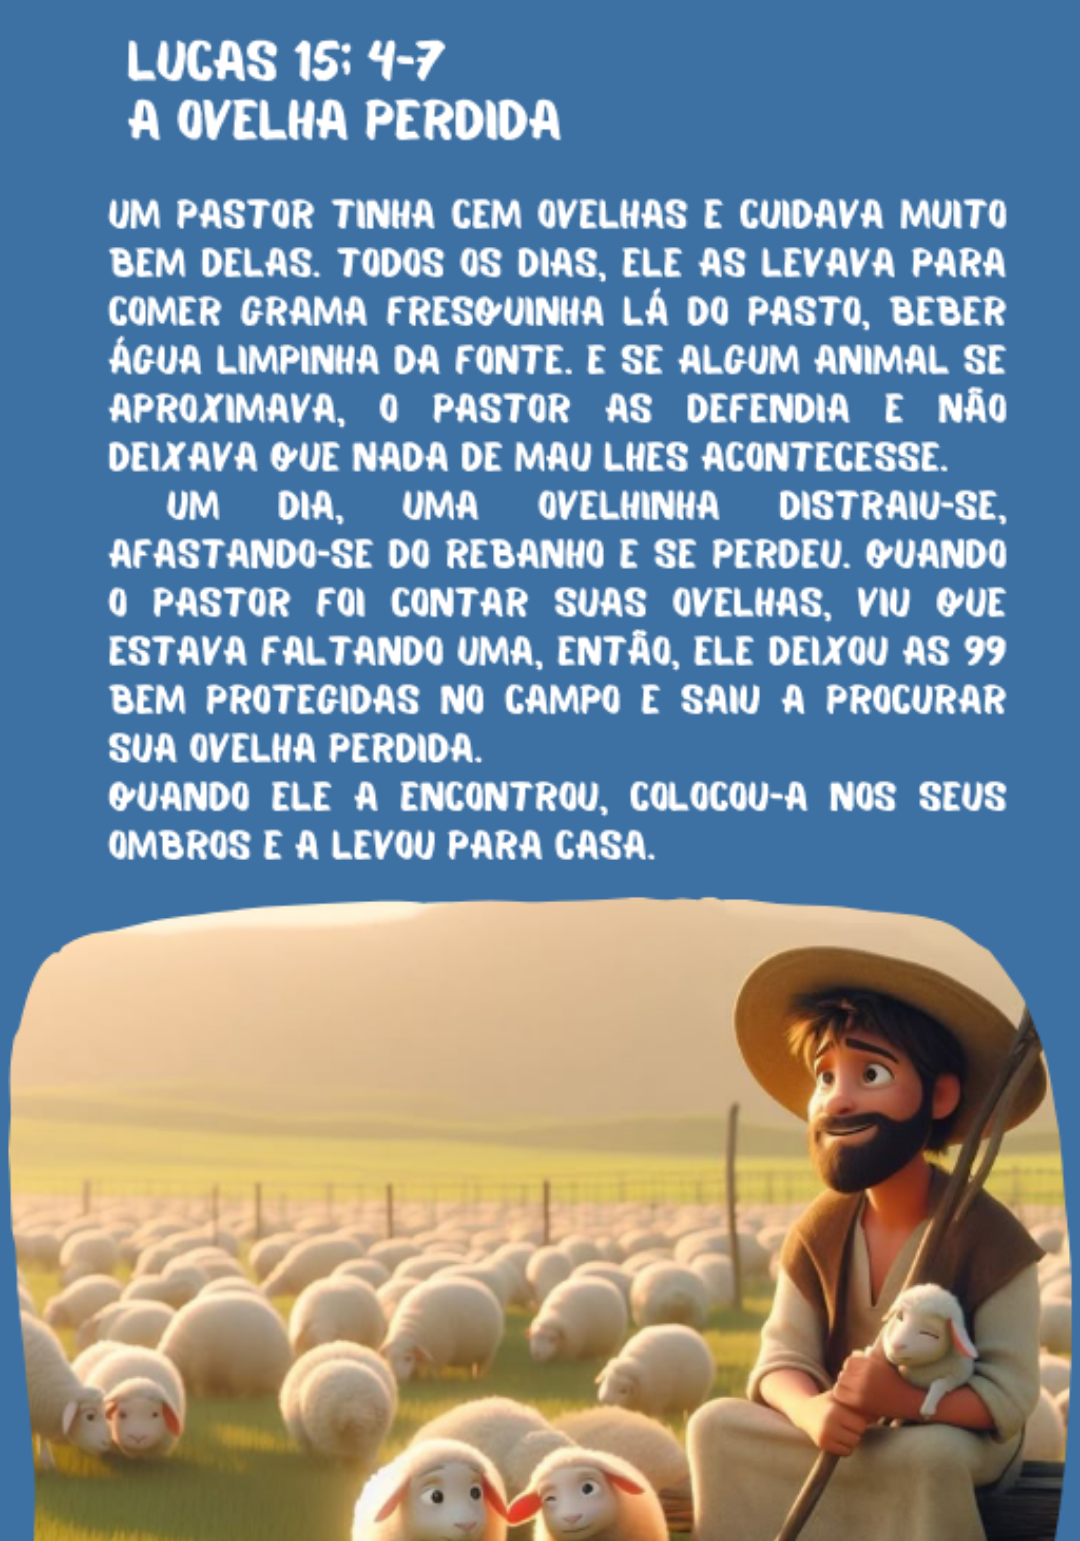 LUCAS 15; 4-7
A OVELHA PERDIDA
UM PASTOR TINHA CEM OVELHAS E CUIDAVA MUITO
BEM DELAS. TODOS OS DIAS, ELE AS LEVAVA PARA
COMER GRAMA FRESQUINHA LÁ DO PASTO, BEBER
ÁGUA LIMPINHA DA FONTE. E SE ALGUM ANIMAL SE
APROXIMAVA, O PASTOR AS DEFENDIA E NÃO
DEIXAVA QUE NADA DE MAU LHES ACONTECESSE.
UM DIA, UMA OVELHINHA DISTRAIU-SE,
AFASTANDO-SE DO REBANHO E SE PERDEU. QUANDO
O PASTOR FOI CONTAR SUAS OVELHAS, VIU QUE
ESTAVA FALTANDO UMA, ENTÃO, ELE DEIXOU AS 99
BEM PROTEGIDAS NO CAMPO E SAIU A PROCURAR
SUA OVELHA PERDIDA.
QUANDO ELE A ENCONTROU, COLOCOU-A NOS SEUS
OMBROS E A LEVOU PARA CASA.